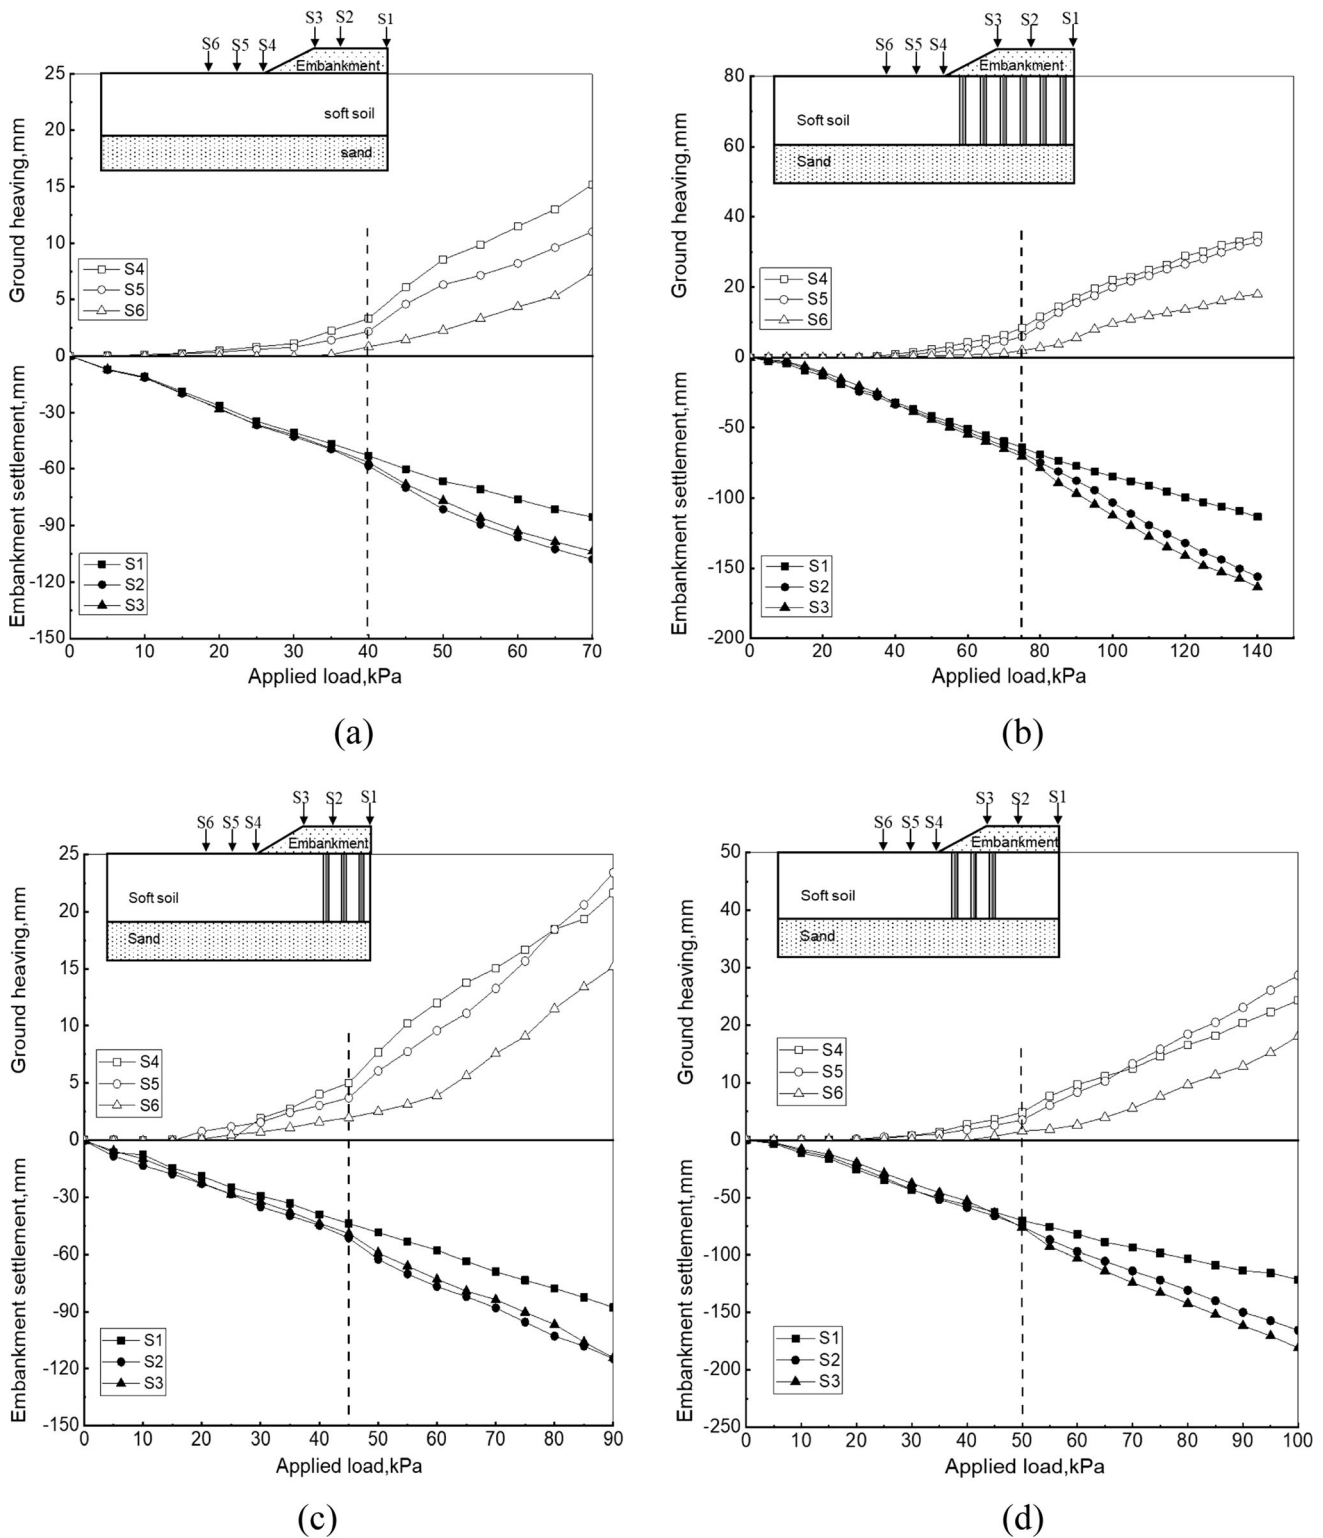 S3 S2 S1
S6 S5 S4
Embankment
soft soil
sand
25
20
15
10
5
0
Ground heaving,mm
S4
S5
S6
-30
-60
-90
-120
-150
Embankment settlement,mm
S1
S2
S3
0 10 20 30 40 50 60 70
Applied load,kPa
(a)
S3 S2 S1
S6 S5 S4
Embankment
Soft soil
Sand
80
60
40
20
0
Ground heaving,mm
S4
S5
S6
-50
-100
-150
-200
Embankment settlement,mm
S1
S2
S3
0 20 40 60 80 100 120 140
Applied load,kPa
(b)
S3 S2 S1
S6 S5 S4
Embankment
Soft soil
Sand
25
20
15
10
5
0
Ground heaving,mm
S4
S5
S6
-30
-60
-90
-120
-150
Embankment settlement,mm
S1
S2
S3
0 10 20 30 40 50 60 70 80 90
Applied load,kPa
(c)
S3 S2 S1
S6 S5 S4
Embankment
Soft soil
Sand
50
40
30
20
10
0
Ground heaving,mm
S4
S5
S6
-50
-100
-150
-200
-250
Embankment settlement,mm
S1
S2
S3
0 10 20 30 40 50 60 70 80 90 100
Applied load,kPa
(d)